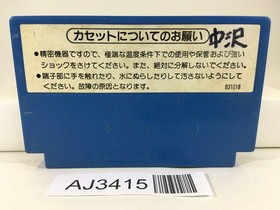 カセットについてのお願い
中沢
●精密機器ですので、極端な温度条件下での使用や保管および強い
ショックをさけてください。また、絶対に分解しないでください。
●端子部に手を触れたり、水にぬらしたりして汚さないようにして
ください。故障の原因となります。
831018
AJ3415